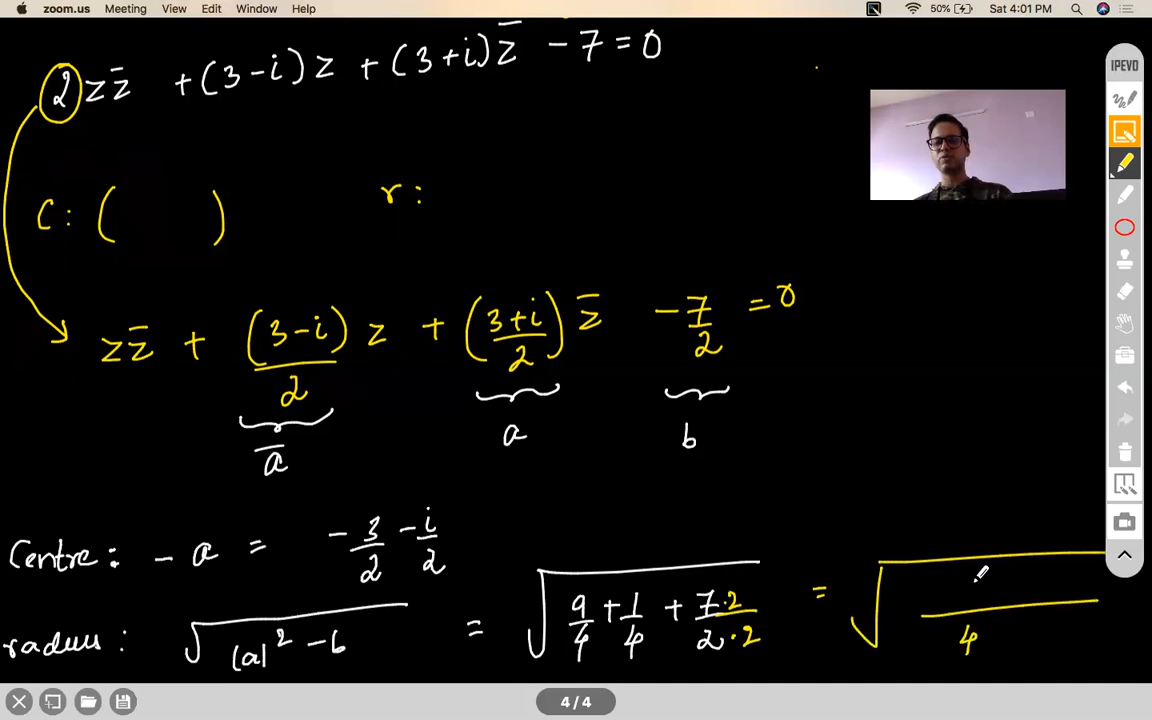 zoom.us Meeting View Edit Window Help 50% Sat 4:01 PM
IPEVO
2 z z̄ + (3-i) z + (3+i) z̄ - 7 = 0
C: ( ) r:
z z̄ + (3-i)/2 z + (3+i)/2 z̄ - 7/2 = 0
ā a b
Centre: - a = - 3/2 - i/2
radius: √(|a|² - b) = √(9/4 + 1/4 + 7·2/2·2) = √( /4)
4/4